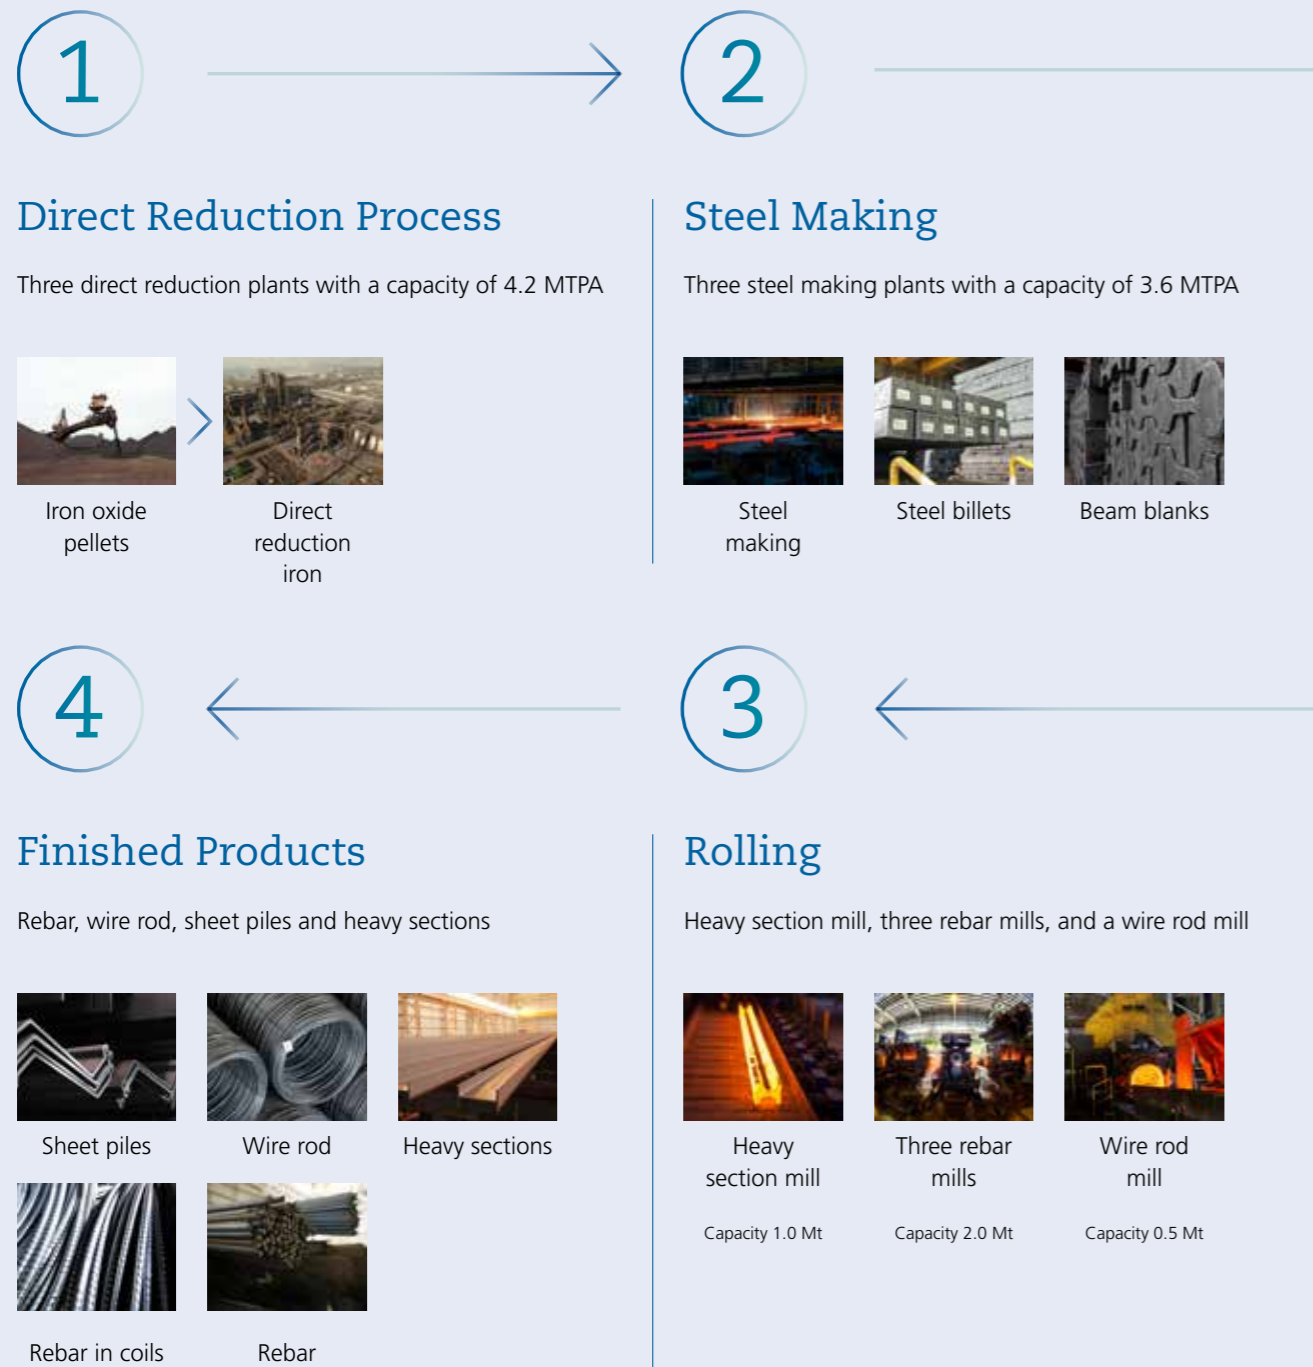 1
2
Direct Reduction Process
Three direct reduction plants with a capacity of 4.2 MTPA
Iron oxide
pellets
Direct
reduction
iron
Steel Making
Three steel making plants with a capacity of 3.6 MTPA
Steel
making
Steel billets
Beam blanks
4
3
Finished Products
Rebar, wire rod, sheet piles and heavy sections
Sheet piles
Wire rod
Heavy sections
Rebar in coils
Rebar
Rolling
Heavy section mill, three rebar mills, and a wire rod mill
Heavy
section mill
Capacity 1.0 Mt
Three rebar
mills
Capacity 2.0 Mt
Wire rod
mill
Capacity 0.5 Mt